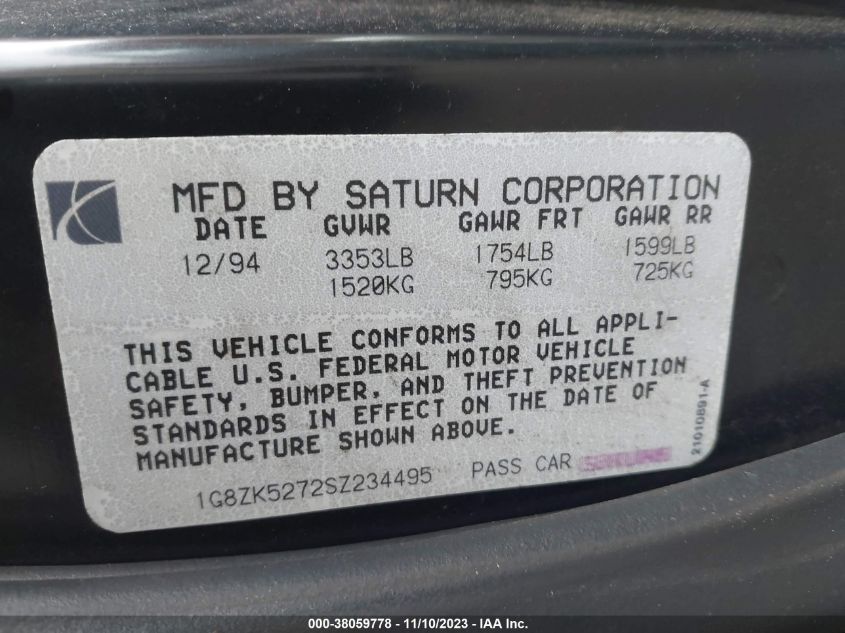 MFD BY SATURN CORPORATION
DATE GVWR GAWR FRT GAWR RR
12/94 3353LB 1754LB 1599LB
1520KG 795KG 725KG
THIS VEHICLE CONFORMS TO ALL APPLI-
CABLE U.S. FEDERAL MOTOR VEHICLE
SAFETY, BUMPER, AND THEFT PREVENTION
STANDARDS IN EFFECT ON THE DATE OF
MANUFACTURE SHOWN ABOVE.
1G8ZK5272SZ234495 PASS CAR
21010891-A
000-38059778 - 11/10/2023 - IAA Inc.